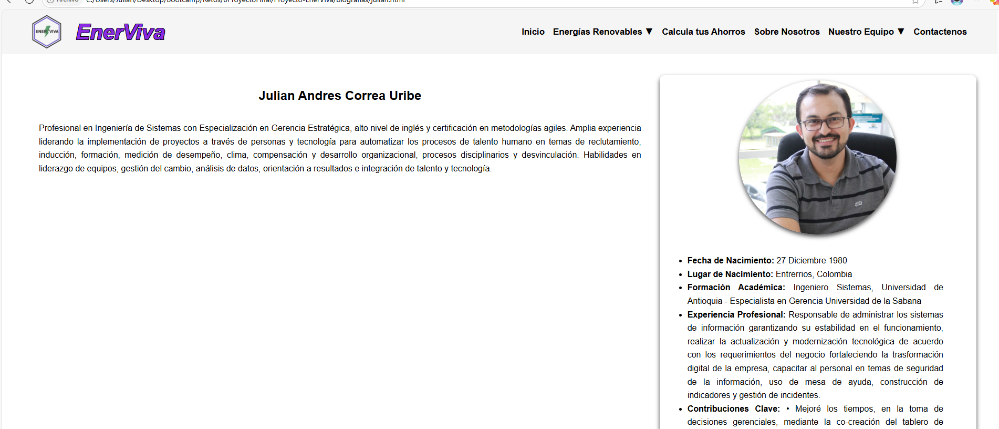 Archivo C:/Users/Julian/Desktop/Bootcamp/Retos/6ProyectoFinal/Proyecto-EnerViva/biografias/julian.html
ENERVIVA
EnerViva
Inicio Energías Renovables ▼ Calcula tus Ahorros Sobre Nosotros Nuestro Equipo ▼ Contactenos
Julian Andres Correa Uribe
Profesional en Ingeniería de Sistemas con Especialización en Gerencia Estratégica, alto nivel de inglés y certificación en metodologías agiles. Amplia experiencia
liderando la implementación de proyectos a través de personas y tecnología para automatizar los procesos de talento humano en temas de reclutamiento,
inducción, formación, medición de desempeño, clima, compensación y desarrollo organizacional, procesos disciplinarios y desvinculación. Habilidades en
liderazgo de equipos, gestión del cambio, análisis de datos, orientación a resultados e integración de talento y tecnología.
• Fecha de Nacimiento: 27 Diciembre 1980
• Lugar de Nacimiento: Entrerrios, Colombia
• Formación Académica: Ingeniero Sistemas, Universidad de
Antioquia - Especialista en Gerencia Universidad de la Sabana
• Experiencia Profesional: Responsable de administrar los sistemas
de información garantizando su estabilidad en el funcionamiento,
realizar la actualización y modernización tecnológica de acuerdo
con los requerimientos del negocio fortaleciendo la trasformación
digital de la empresa, capacitar al personal en temas de seguridad
de la información, uso de mesa de ayuda, construcción de
indicadores y gestión de incidentes.
• Contribuciones Clave: • Mejoré los tiempos, en la toma de
decisiones gerenciales, mediante la co-creación del tablero de